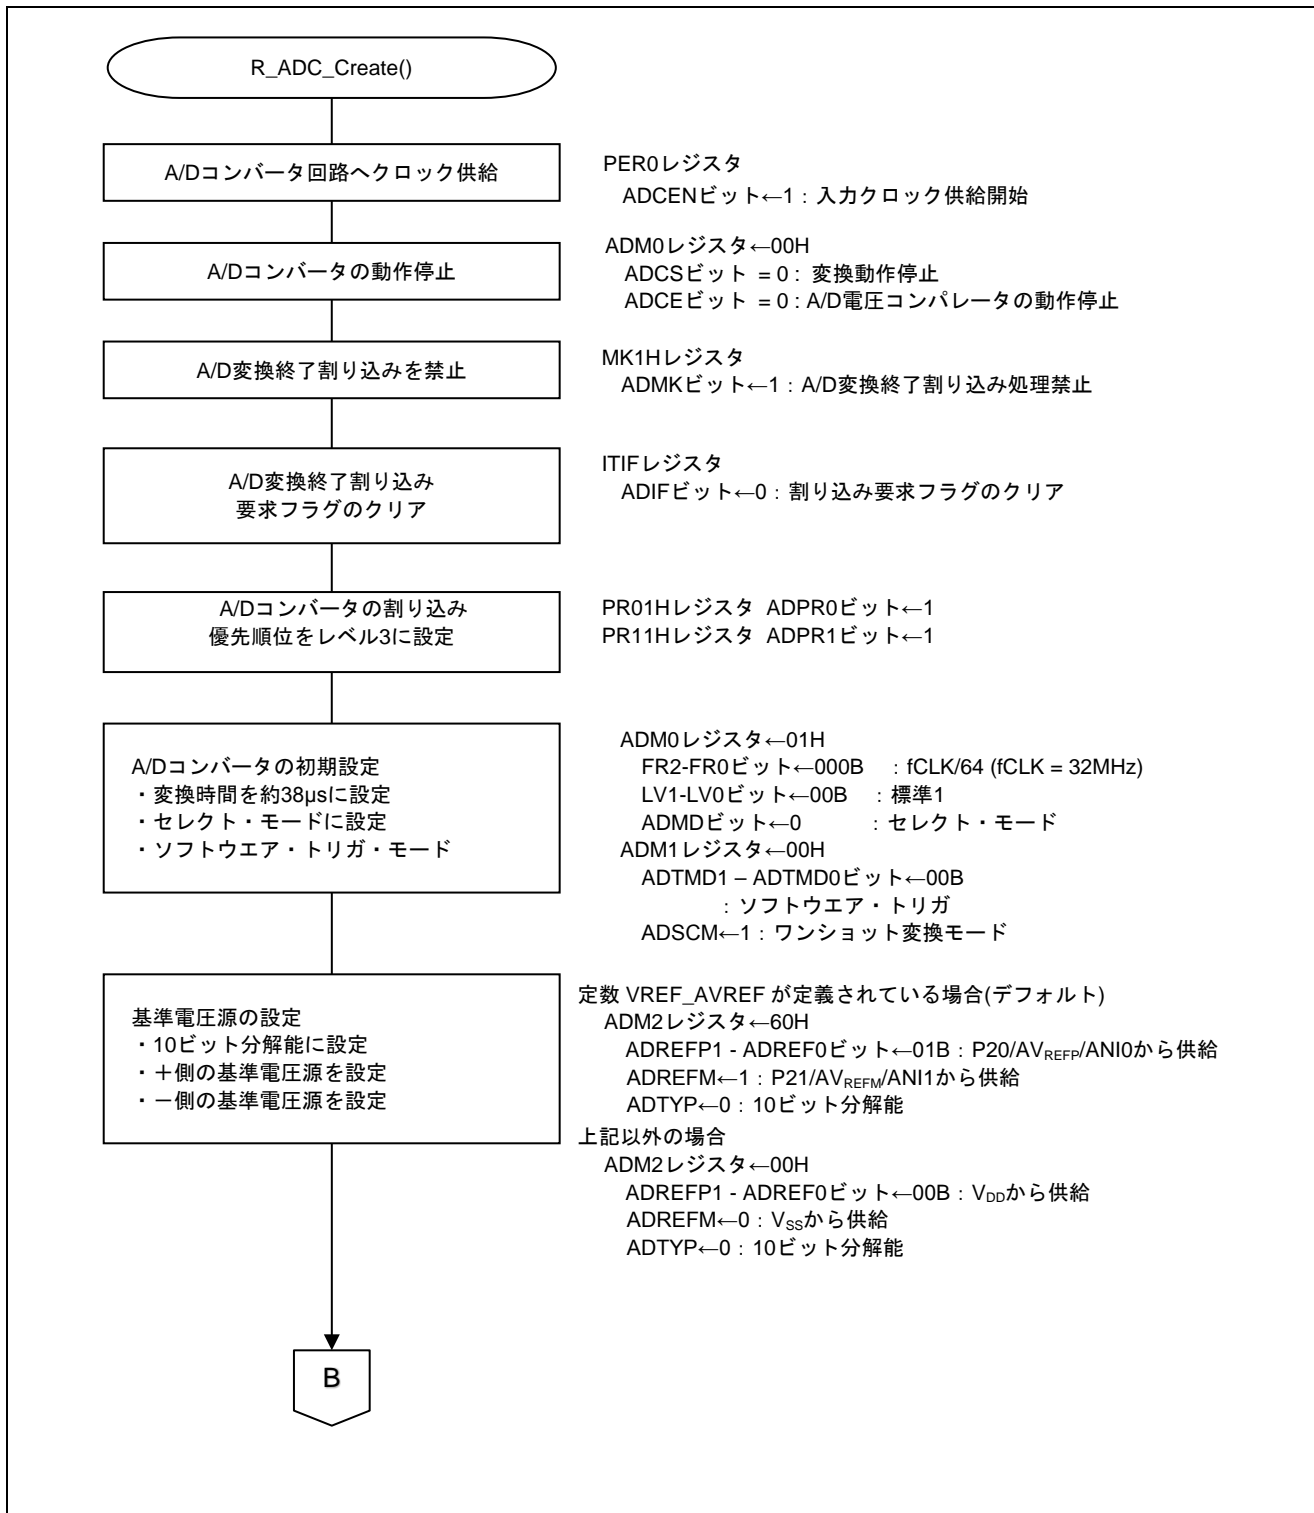 R_ADC_Create()
A/Dコンバータ回路へクロック供給
PER0レジスタ
ADCENビット←1：入力クロック供給開始
A/Dコンバータの動作停止
ADM0レジスタ←00H
ADCSビット = 0 : 変換動作停止
ADCEビット = 0 : A/D電圧コンパレータの動作停止
A/D変換終了割り込みを禁止
MK1Hレジスタ
ADMKビット←1：A/D変換終了割り込み処理禁止
A/D変換終了割り込み
要求フラグのクリア
ITIFレジスタ
ADIFビット←0：割り込み要求フラグのクリア
A/Dコンバータの割り込み
優先順位をレベル3に設定
PR01Hレジスタ ADPR0ビット←1
PR11Hレジスタ ADPR1ビット←1
A/Dコンバータの初期設定
・変換時間を約38μsに設定
・セレクト・モードに設定
・ソフトウエア・トリガ・モード
ADM0レジスタ←01H
FR2-FR0ビット←000B ：fCLK/64 (fCLK = 32MHz)
LV1-LV0ビット←00B ：標準1
ADMDビット←0 ：セレクト・モード
ADM1レジスタ←00H
ADTMD1 – ADTMD0ビット←00B
：ソフトウエア・トリガ
ADSCM←1：ワンショット変換モード
基準電圧源の設定
・10ビット分解能に設定
・＋側の基準電圧源を設定
・－側の基準電圧源を設定
定数 VREF_AVREF が定義されている場合(デフォルト)
ADM2レジスタ←60H
ADREFP1 - ADREF0ビット←01B：P20/AVREFP/ANI0から供給
ADREFM←1：P21/AVREFM/ANI1から供給
ADTYP←0：10ビット分解能
上記以外の場合
ADM2レジスタ←00H
ADREFP1 - ADREF0ビット←00B：VDDから供給
ADREFM←0：VSSから供給
ADTYP←0：10ビット分解能
B